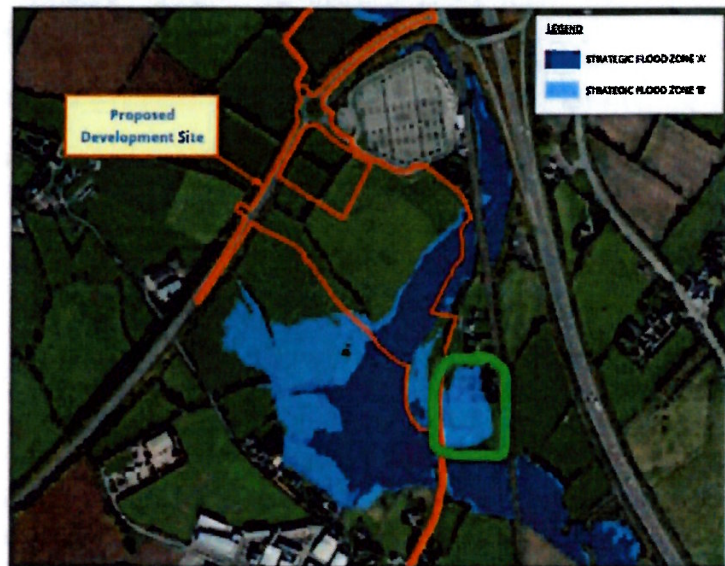 LEGEND
STRATEGIC FLOOD ZONE 'A'
STRATEGIC FLOOD ZONE 'B'
Proposed
Development Site